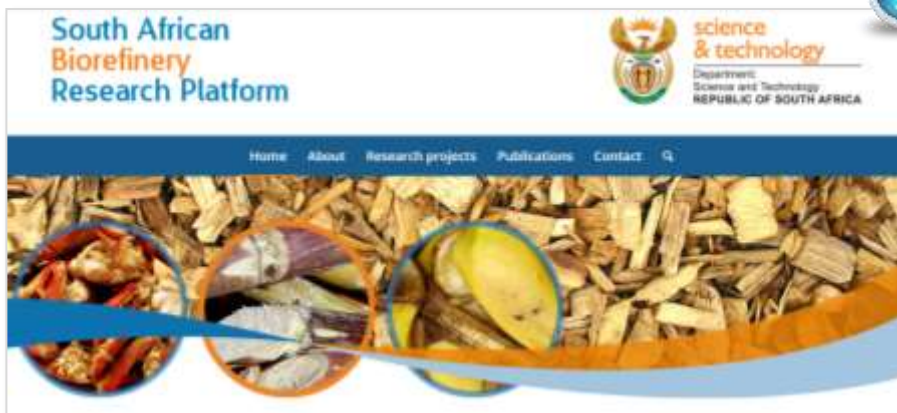 South African
Biorefinery
Research Platform
science
& technology
Department:
Science and Technology
REPUBLIC OF SOUTH AFRICA
Home About Research projects Publications Contact